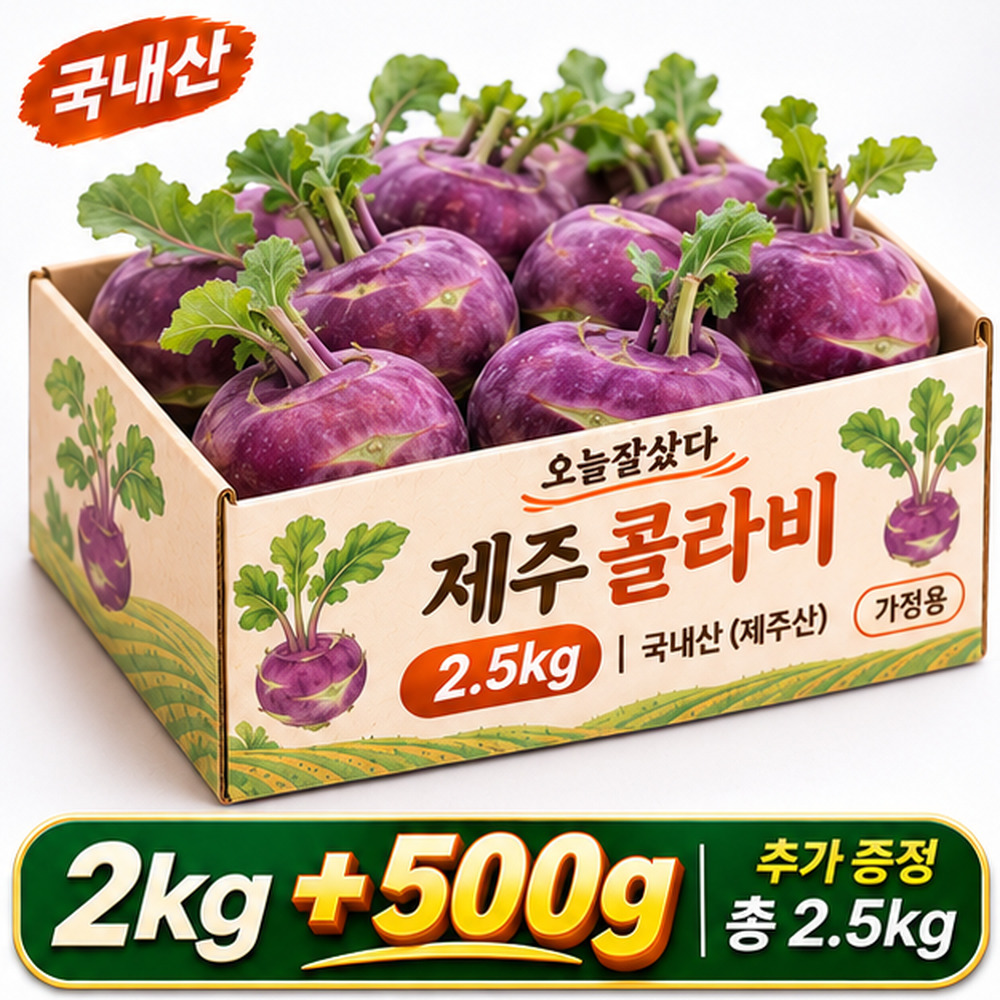 국내산
오늘잘샀다
제주 콜라비
2.5kg | 국내산 (제주산)
가정용
2kg +500g
추가 증정
총 2.5kg